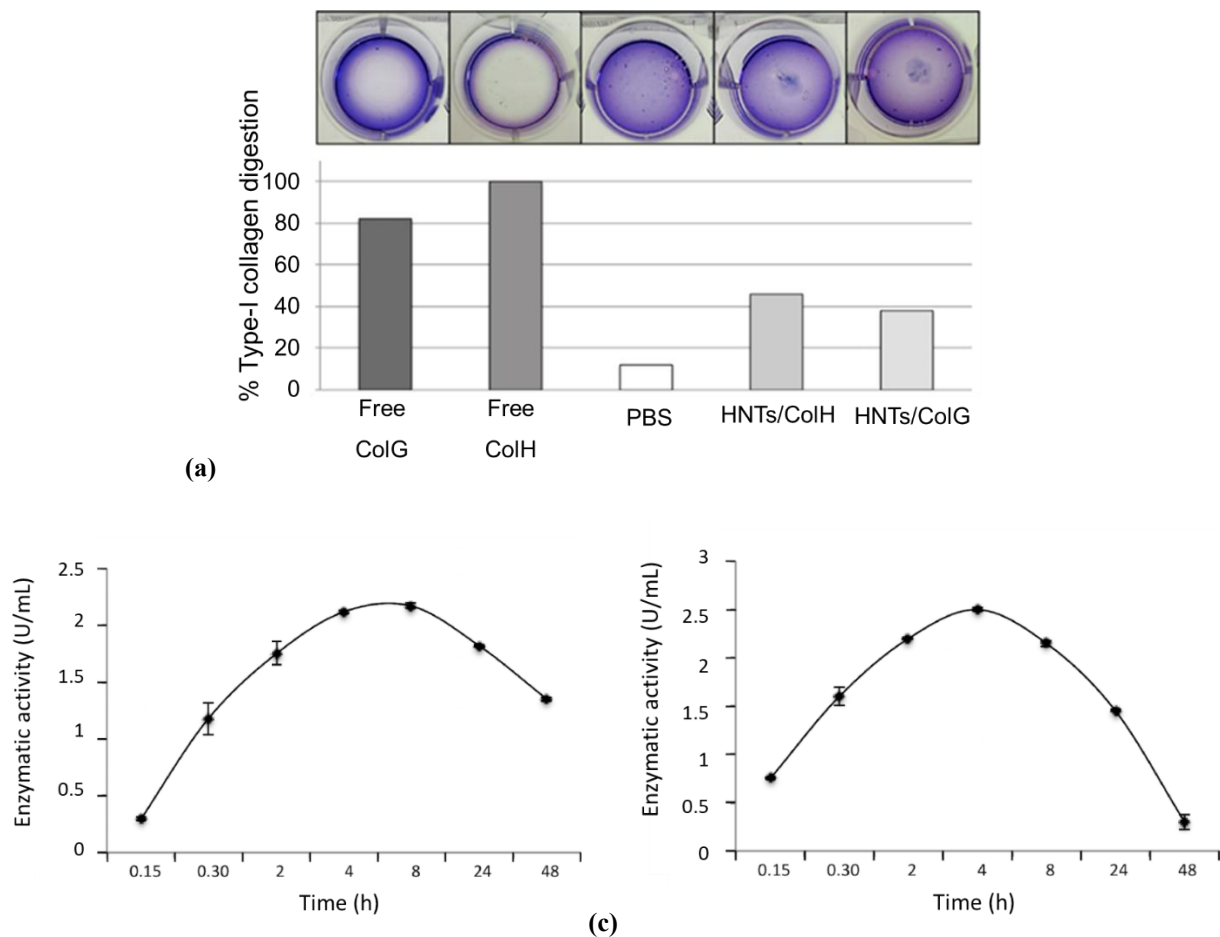 % Type-I collagen digestion
100
80
60
40
20
0
Free
ColG
Free
ColH
PBS
HNTs/ColH
HNTs/ColG
(a)
Enzymatic activity (U/mL)
2.5
2
1.5
1
0.5
0
0.15 0.30 2 4 8 24 48
Time (h)
Enzymatic activity (U/mL)
3
2.5
2
1.5
1
0.5
0
0.15 0.30 2 4 8 24 48
Time (h)
(c)